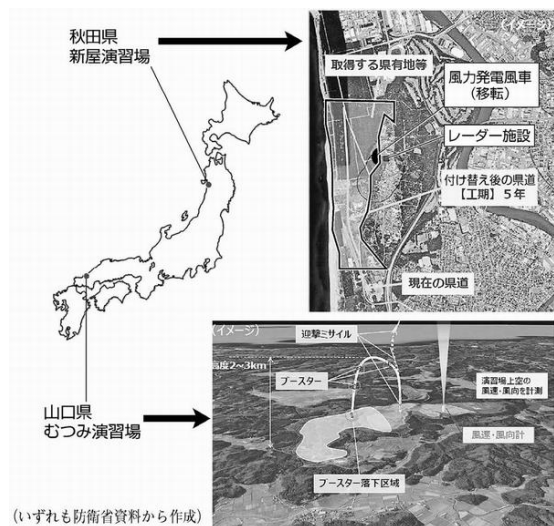 秋田県
新屋演習場
(イメージ)
取得する県有地等
風力発電風車
(移転)
レーダー施設
付け替え後の県道
【工期】5年
現在の県道
(イメージ)
迎撃ミサイル
高度2~3km
ブースター
演習場上空の
風速・風向を計測
風速・風向計
ブースター落下区域
山口県
むつみ演習場
(いずれも防衛省資料から作成)